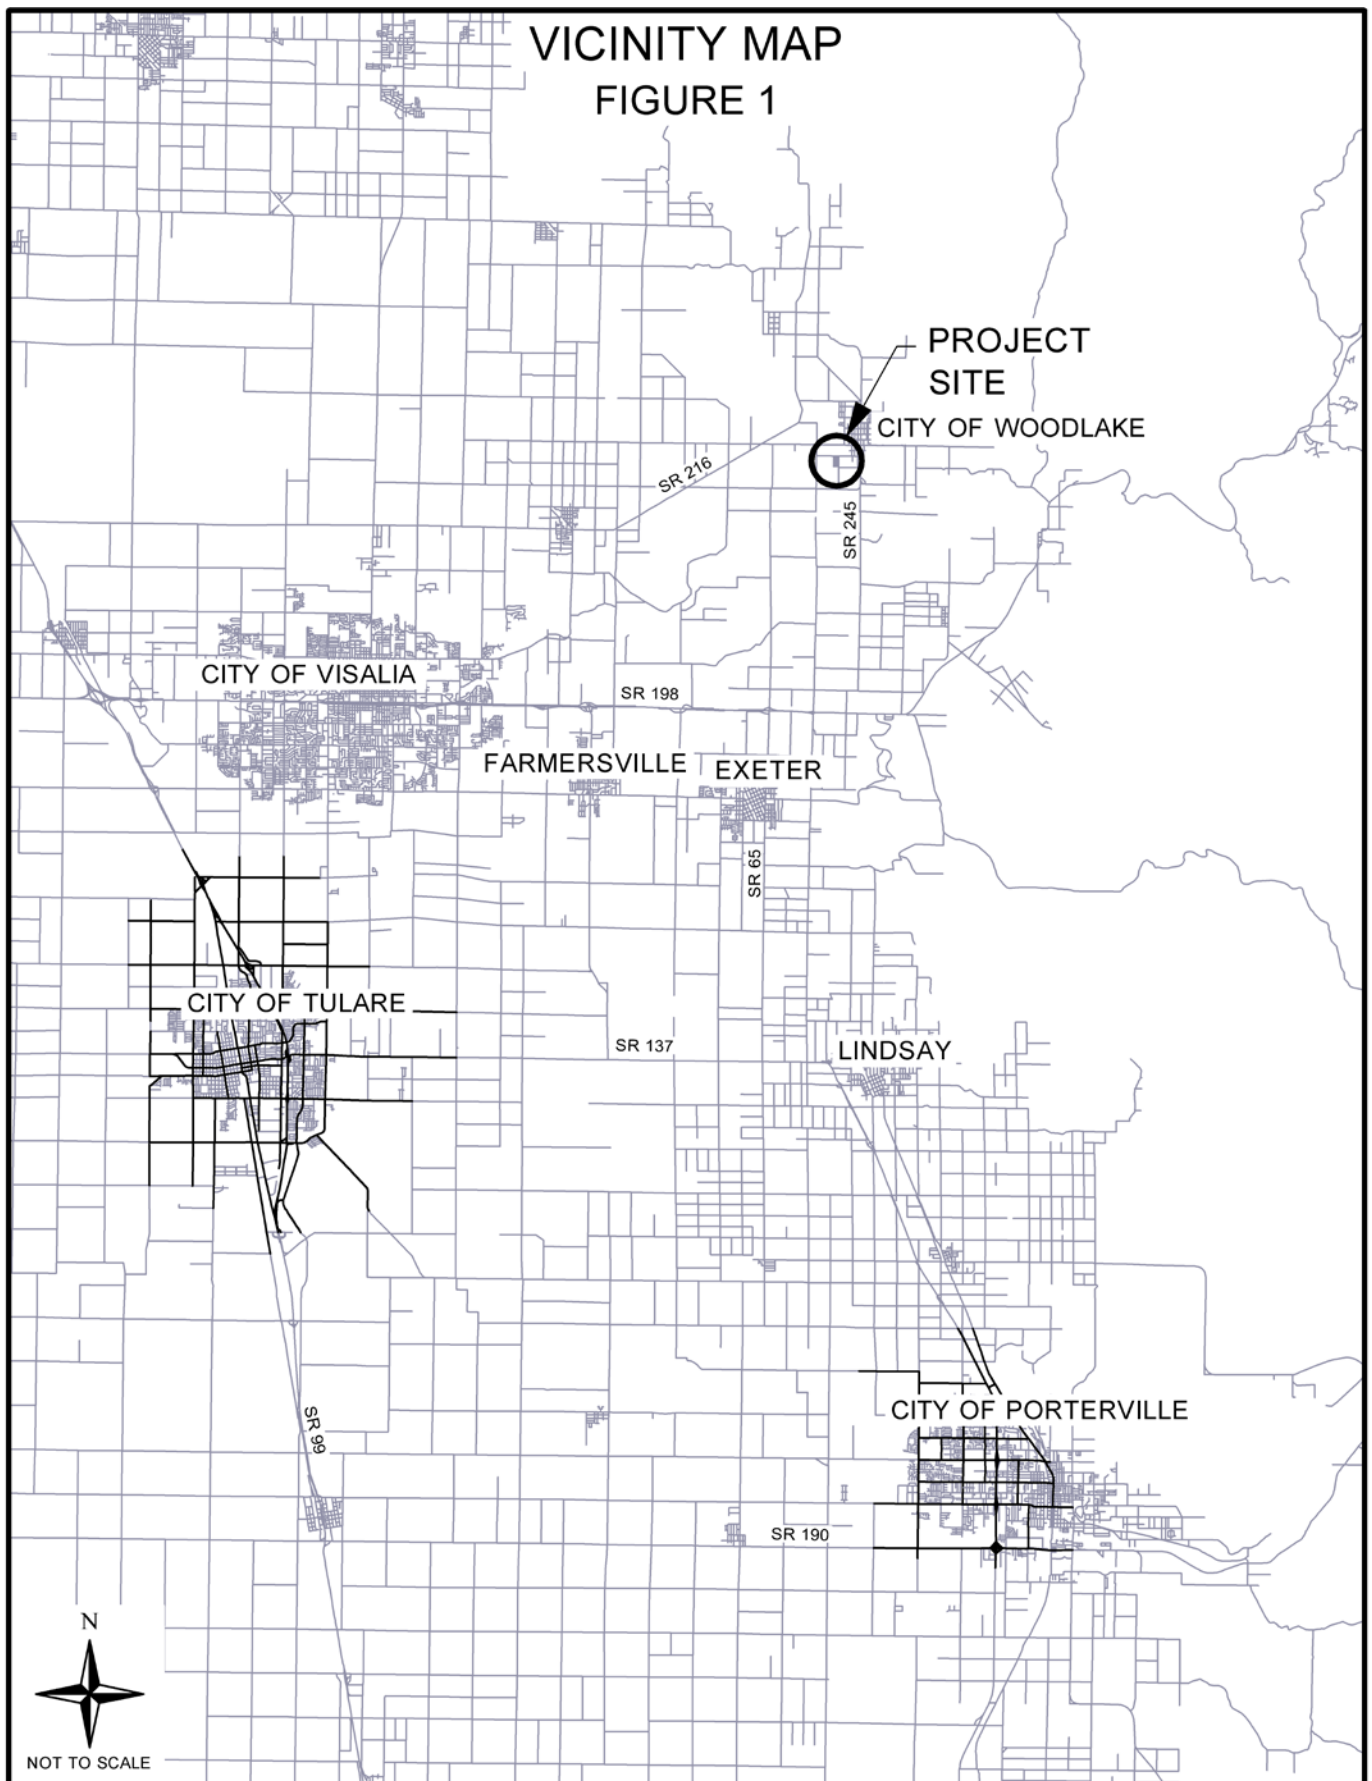 VICINITY MAP
FIGURE 1
PROJECT
SITE
CITY OF WOODLAKE
SR 216
SR 245
CITY OF VISALIA
SR 198
FARMERSVILLE
EXETER
SR 65
CITY OF TULARE
SR 137
LINDSAY
CITY OF PORTERVILLE
SR 99
SR 190
N
NOT TO SCALE